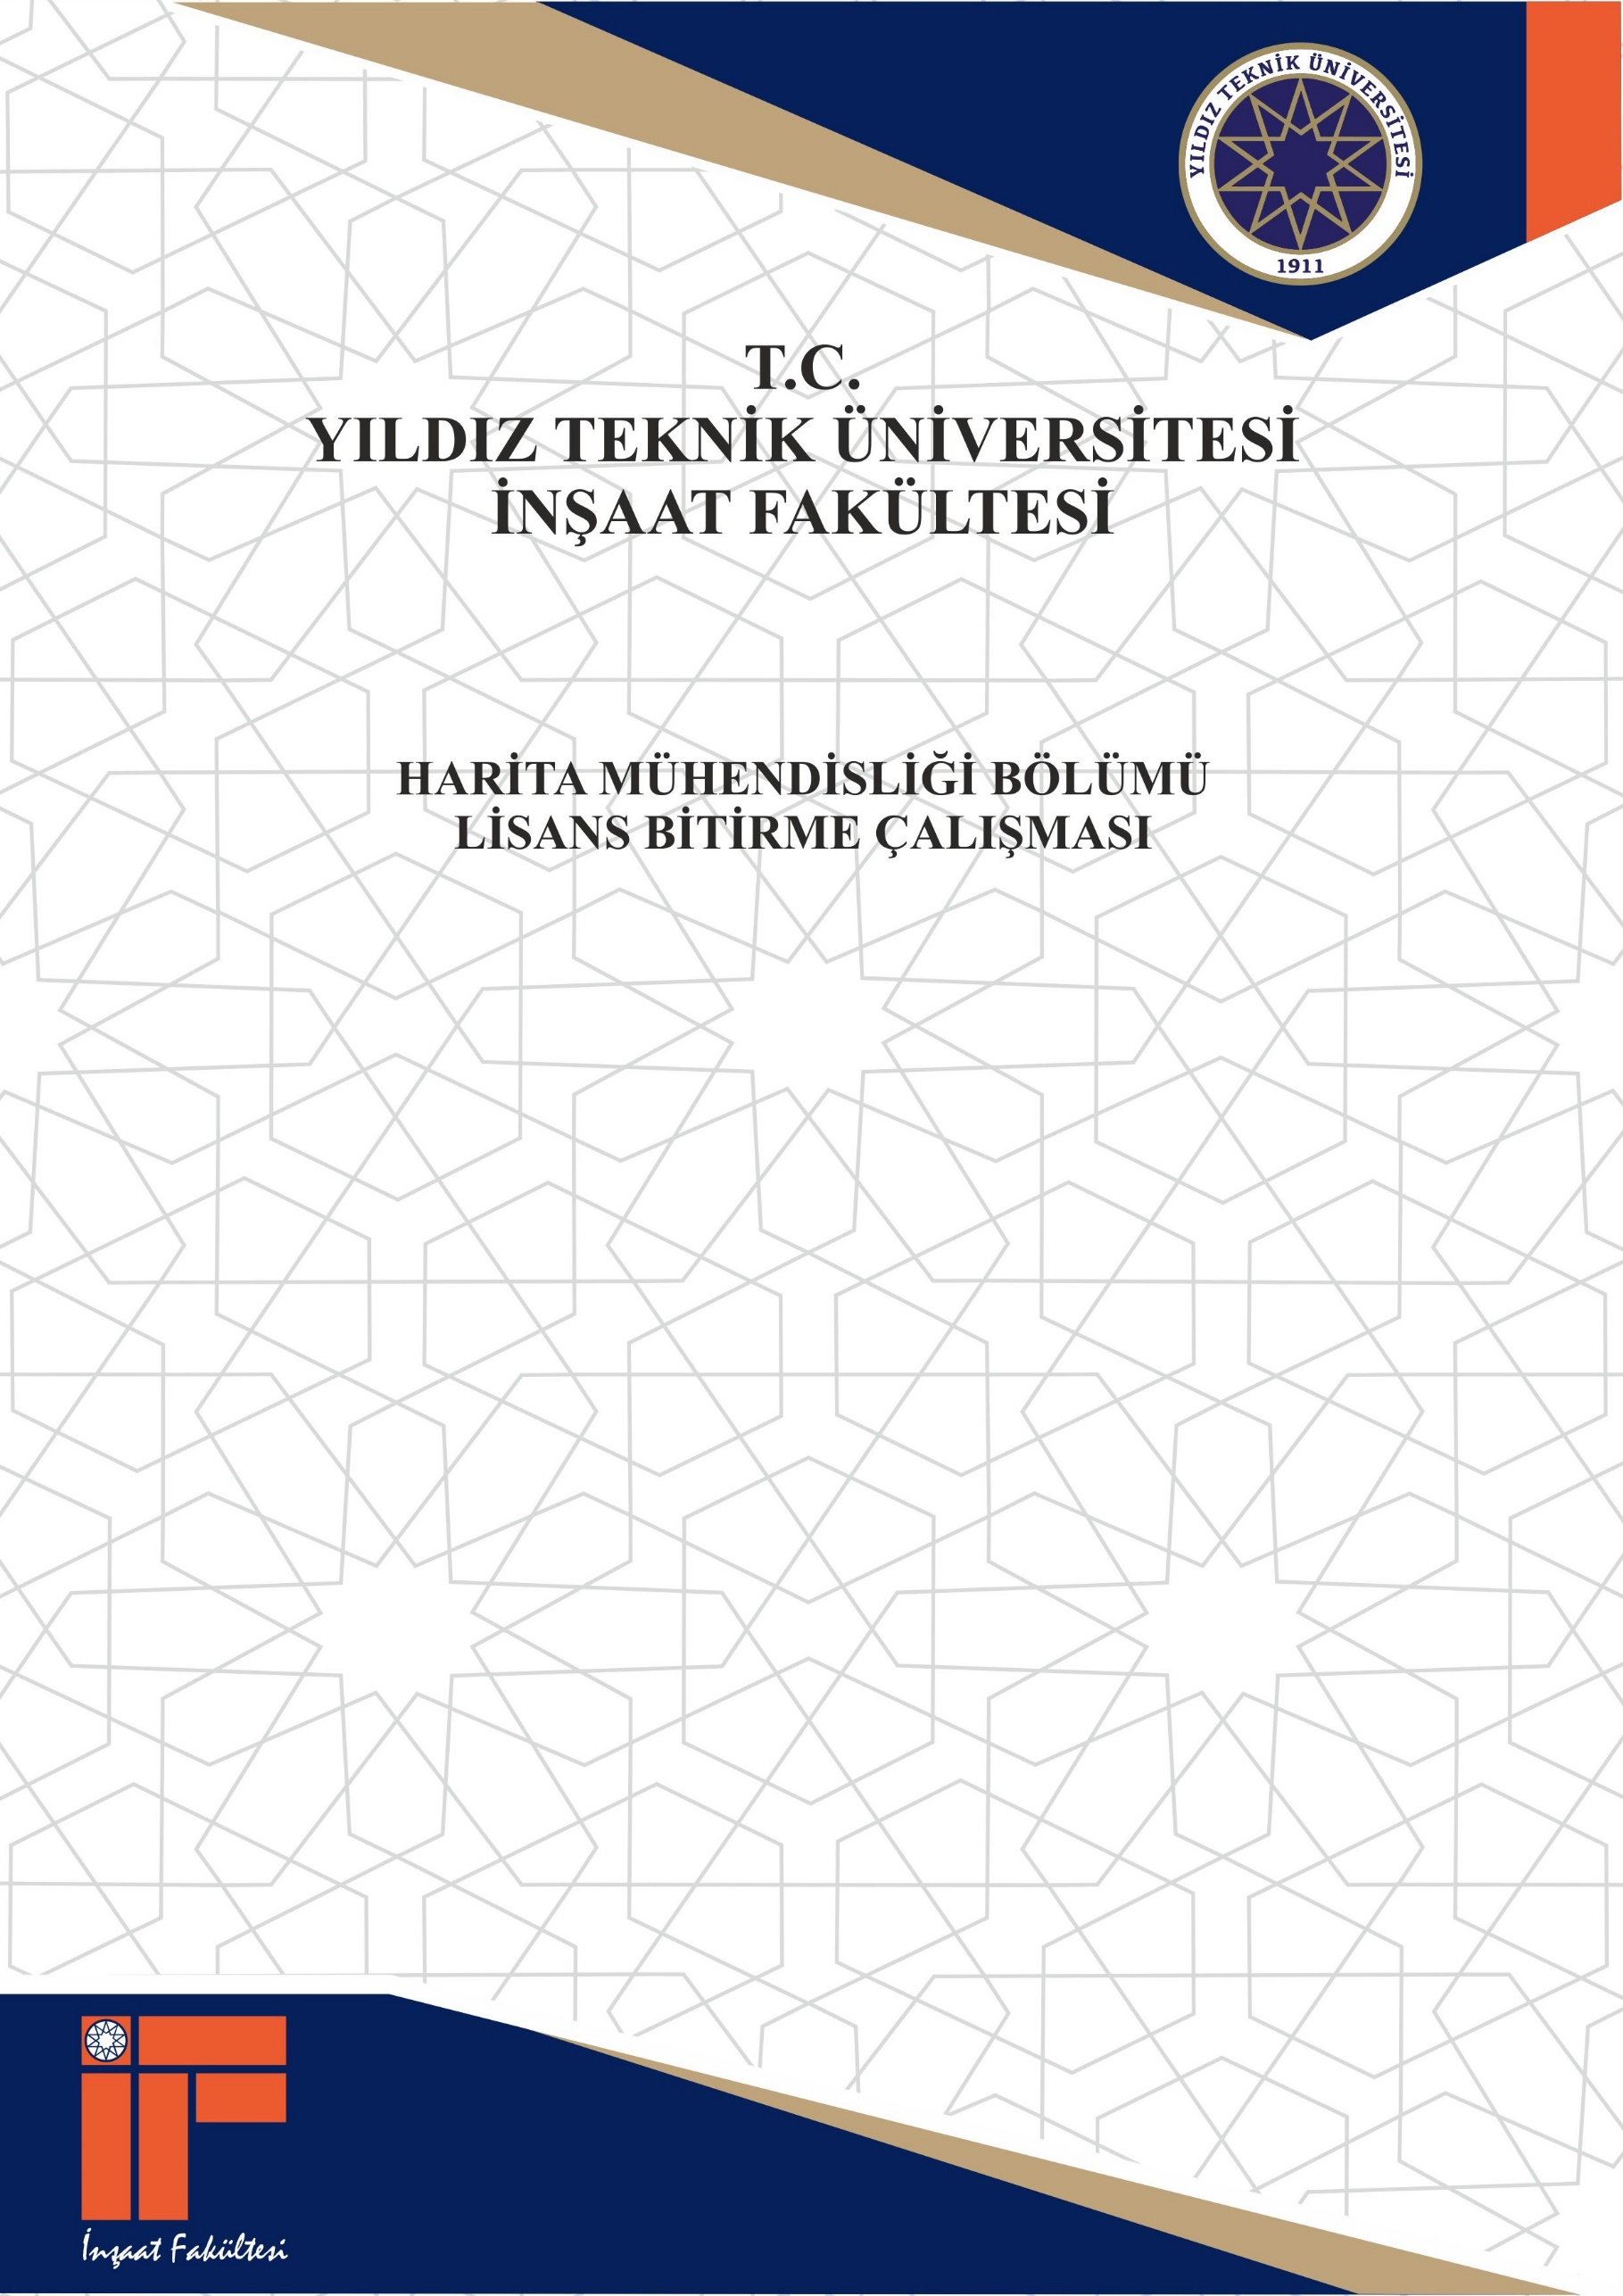 YILDIZ TEKNİK ÜNİVERSİTESİ
1911
T.C.
YILDIZ TEKNİK ÜNİVERSİTESİ
İNŞAAT FAKÜLTESİ
HARİTA MÜHENDİSLİĞİ BÖLÜMÜ
LİSANS BİTİRME ÇALIŞMASI
İnşaat Fakültesi